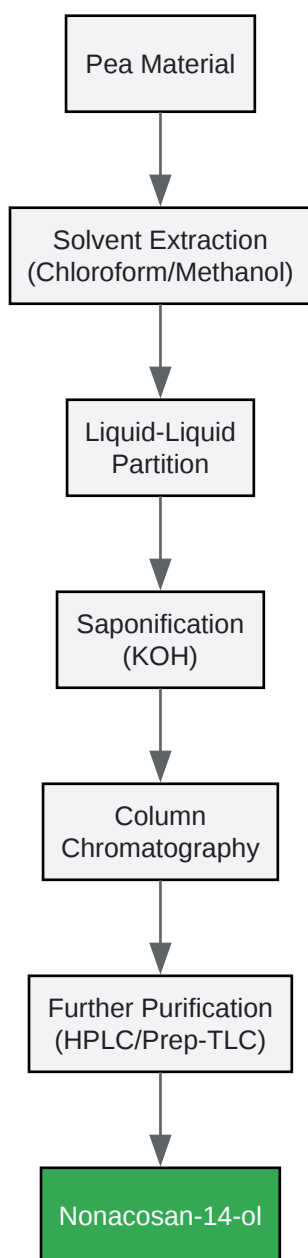 Pea Material
Solvent Extraction
(Chloroform/Methanol)
Liquid-Liquid
Partition
Saponification
(KOH)
Column
Chromatography
Further Purification
(HPLC/Prep-TLC)
Nonacosan-14-ol